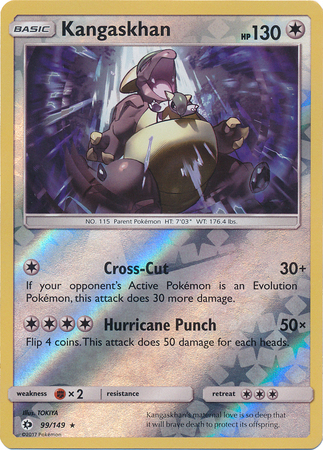 BASIC Kangaskhan HP 130
NO. 115 Parent Pokémon HT: 7'03" WT: 176.4 lbs.
Cross-Cut 30+
If your opponent's Active Pokémon is an Evolution
Pokémon, this attack does 30 more damage.
Hurricane Punch 50×
Flip 4 coins. This attack does 50 damage for each heads.
weakness ×2 resistance retreat
Illus. TOKIYA
99/149
©2017 Pokémon
Kangaskhan's maternal love is so deep that
it will brave death to protect its offspring.